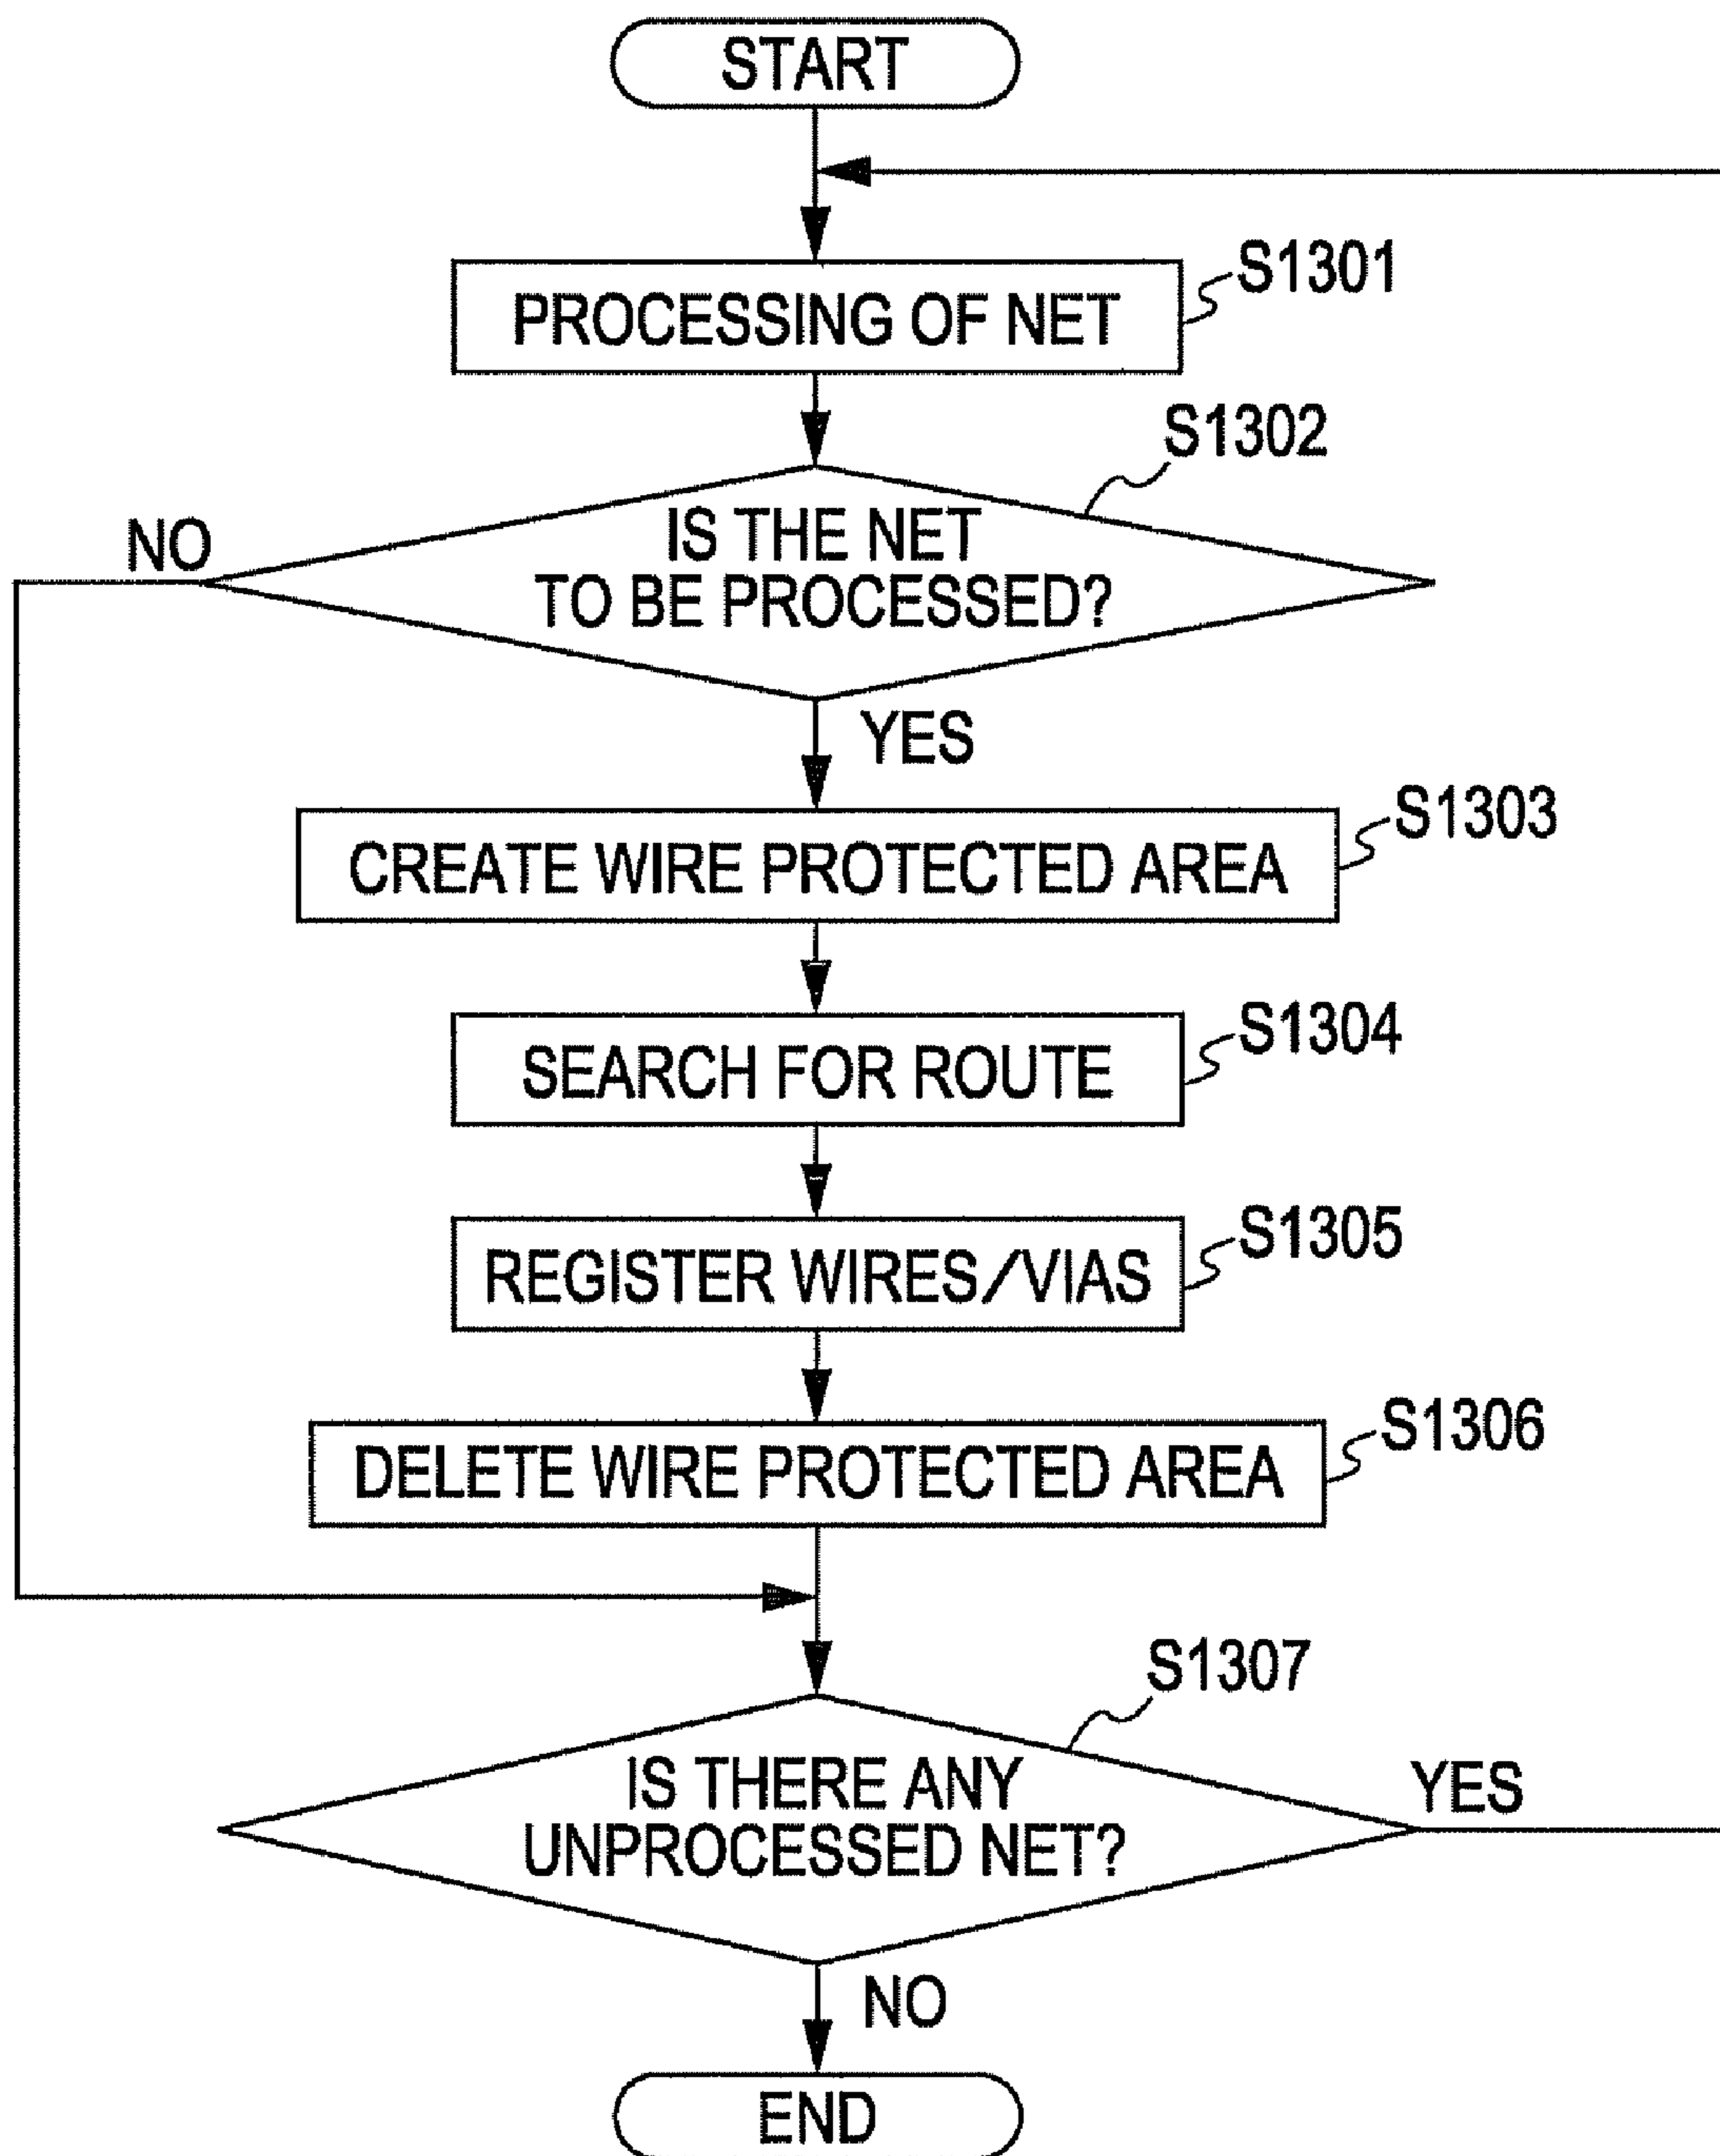 START
S1301
PROCESSING OF NET
S1302
NO
IS THE NET
TO BE PROCESSED?
YES
S1303
CREATE WIRE PROTECTED AREA
S1304
SEARCH FOR ROUTE
S1305
REGISTER WIRES/VIAS
S1306
DELETE WIRE PROTECTED AREA
S1307
IS THERE ANY
UNPROCESSED NET?
YES
NO
END